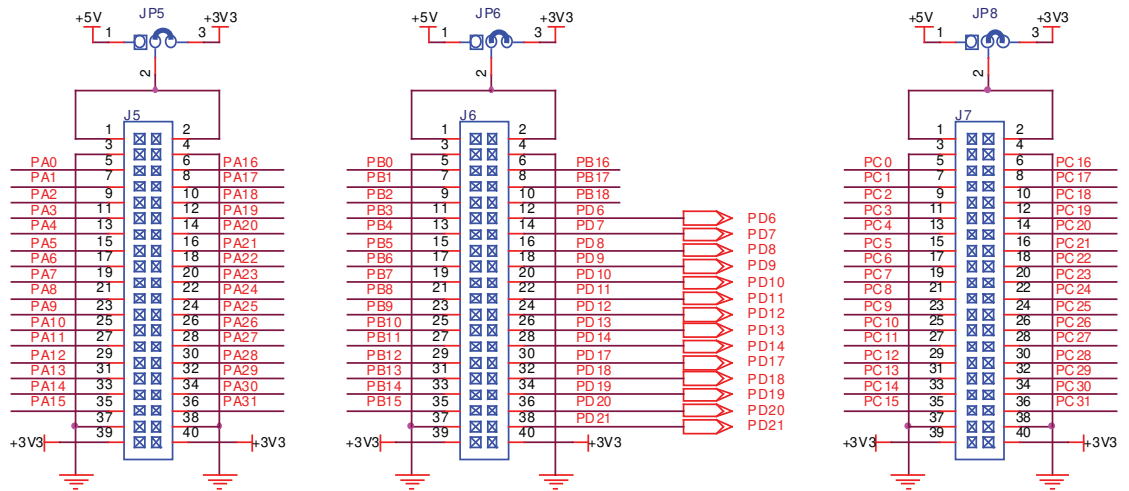 JP5 JP6 JP8
+5V +3V3 +5V +3V3 +5V +3V3
1 3 1 3 1 3
2 2 2
J5 J6 J7
1 2 1 2 1 2
3 4 3 4 3 4
PA0 5 6 PA16 PB0 5 6 PB16 PC0 5 6 PC16
PA1 7 8 PA17 PB1 7 8 PB17 PC1 7 8 PC17
PA2 9 10 PA18 PB2 9 10 PB18 PC2 9 10 PC18
PA3 11 12 PA19 PB3 11 12 PD6 PD6 PC3 11 12 PC19
PA4 13 14 PA20 PB4 13 14 PD7 PD7 PC4 13 14 PC20
PA5 15 16 PA21 PB5 15 16 PD8 PD8 PC5 15 16 PC21
PA6 17 18 PA22 PB6 17 18 PD9 PD9 PC6 17 18 PC22
PA7 19 20 PA23 PB7 19 20 PD10 PD10 PC7 19 20 PC23
PA8 21 22 PA24 PB8 21 22 PD11 PD11 PC8 21 22 PC24
PA9 23 24 PA25 PB9 23 24 PD12 PD12 PC9 23 24 PC25
PA10 25 26 PA26 PB10 25 26 PD13 PD13 PC10 25 26 PC26
PA11 27 28 PA27 PB11 27 28 PD14 PD14 PC11 27 28 PC27
PA12 29 30 PA28 PB12 29 30 PD17 PD17 PC12 29 30 PC28
PA13 31 32 PA29 PB13 31 32 PD18 PD18 PC13 31 32 PC29
PA14 33 34 PA30 PB14 33 34 PD19 PD19 PC14 33 34 PC30
PA15 35 36 PA31 PB15 35 36 PD20 PD20 PC15 35 36 PC31
37 38 37 38 PD21 PD21 37 38
+3V3 39 40 +3V3 +3V3 39 40 +3V3 +3V3 39 40 +3V3